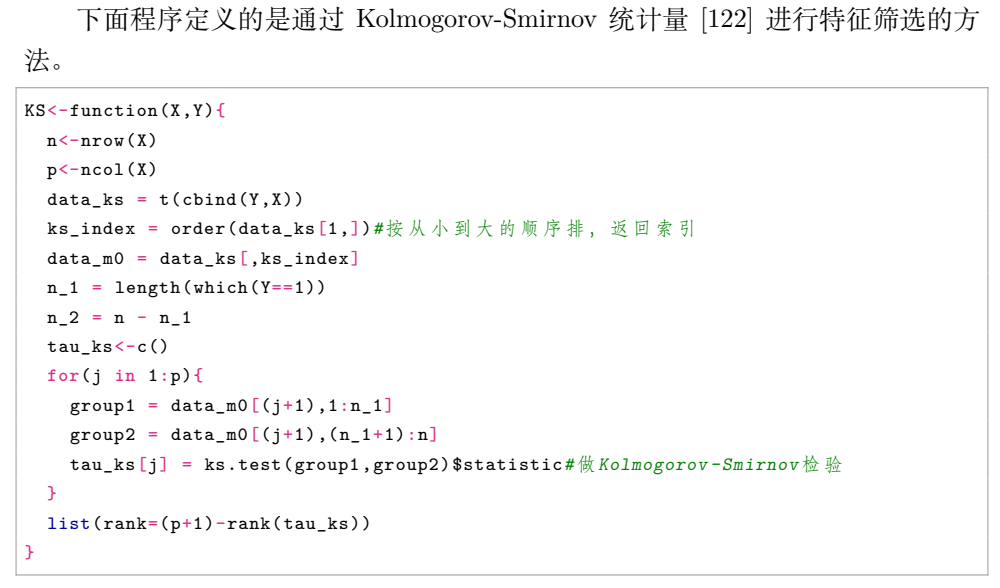 下面程序定义的是通过 Kolmogorov-Smirnov 统计量 [122] 进行特征筛选的方
法。
KS<-function(X,Y){
  n<-nrow(X)
  p<-ncol(X)
  data_ks = t(cbind(Y,X))
  ks_index = order(data_ks[1,])#按从小到大的顺序排，返回索引
  data_m0 = data_ks[,ks_index]
  n_1 = length(which(Y==1))
  n_2 = n - n_1
  tau_ks<-c()
  for(j in 1:p){
    group1 = data_m0[(j+1),1:n_1]
    group2 = data_m0[(j+1),(n_1+1):n]
    tau_ks[j] = ks.test(group1,group2)$statistic#做Kolmogorov-Smirnov检验
  }
  list(rank=(p+1)-rank(tau_ks))
}